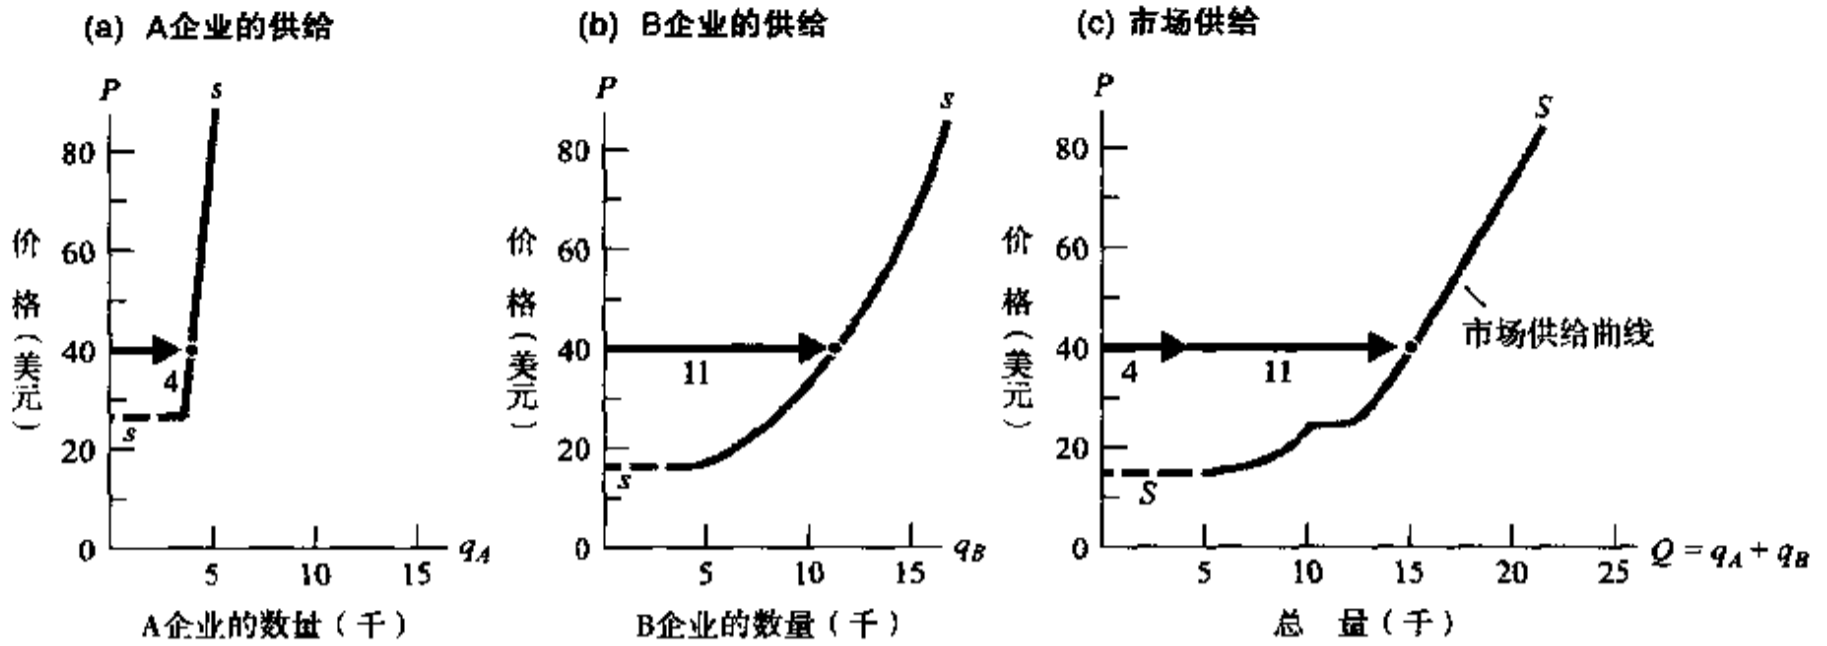 (a) A企业的供给
P
s
80
60
40
20
0
4
s
5
10
15
qA
价格(美元)
A企业的数量(千)
(b) B企业的供给
P
s
80
60
40
20
0
11
s
5
10
15
qB
价格(美元)
B企业的数量(千)
(c) 市场供给
P
S
80
60
40
20
0
4
11
市场供给曲线
S
5
10
15
20
25
Q = qA + qB
价格(美元)
总 量(千)